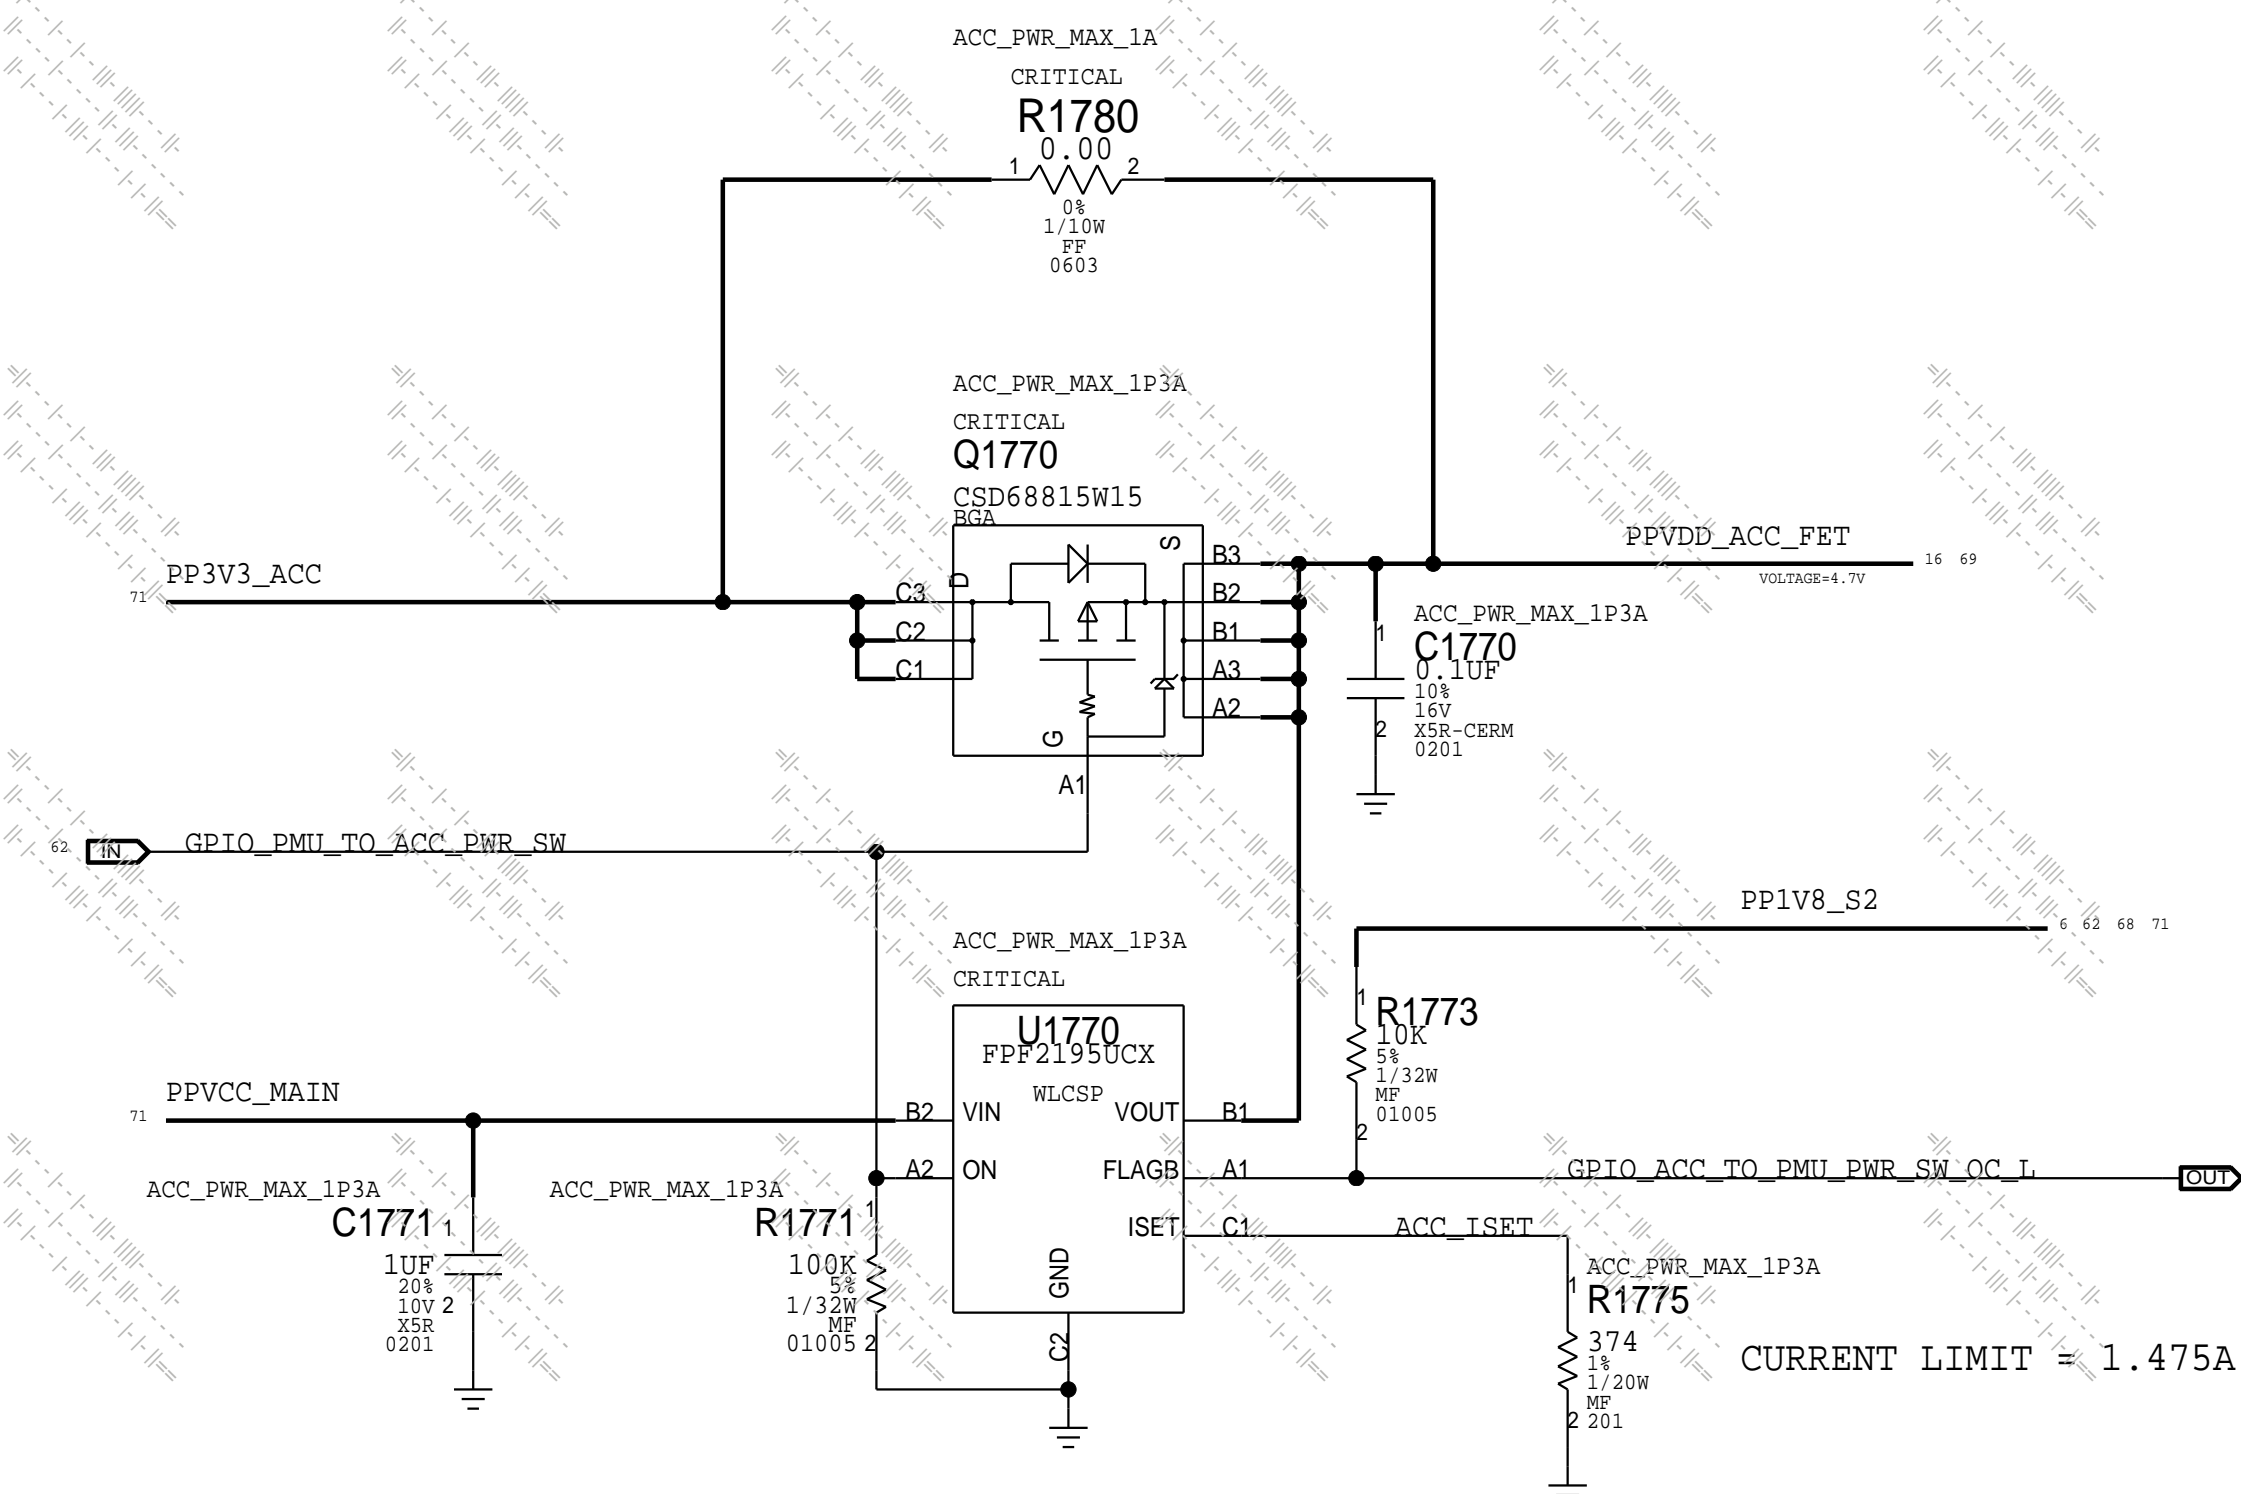 ACC_PWR_MAX_1A
CRITICAL
R1780
0.00
1
2
0%
1/10W
FF
0603
ACC_PWR_MAX_1P3A
CRITICAL
Q1770
CSD68815W15
BGA
S
D
G
C3
C2
C1
B3
B2
B1
A3
A2
A1
PP3V3_ACC
71
PPVDD_ACC_FET
16 69
VOLTAGE=4.7V
ACC_PWR_MAX_1P3A
1
C1770
0.1UF
10%
16V
2
X5R-CERM
0201
62
IN
GPIO_PMU_TO_ACC_PWR_SW
PP1V8_S2
6 62 68 71
ACC_PWR_MAX_1P3A
CRITICAL
U1770
FPF2195UCX
WLCSP
B2
VIN
VOUT
B1
A2
ON
FLAGB
A1
ISET
C1
GND
C2
1
R1773
10K
5%
1/32W
MF
01005
2
PPVCC_MAIN
71
GPIO_ACC_TO_PMU_PWR_SW_OC_L
OUT
ACC_ISET
ACC_PWR_MAX_1P3A
C1771
1
1UF
20%
10V
2
X5R
0201
ACC_PWR_MAX_1P3A
R1771
1
100K
5%
1/32W
MF
01005
2
ACC_PWR_MAX_1P3A
1
R1775
374
1%
1/20W
MF
2
201
CURRENT LIMIT = 1.475A